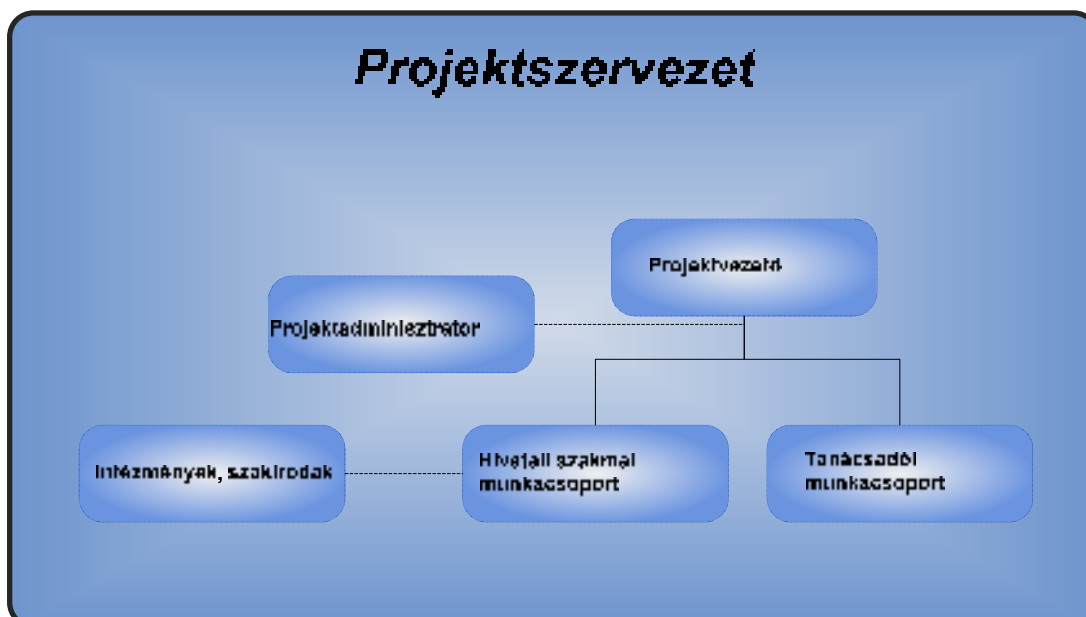 Projektszervezet
Projektvezető
Projektadminisztrátor
Intézmények, szakirodák
Hivatali szakmai
munkacsoport
Tanácsadói
munkacsoport